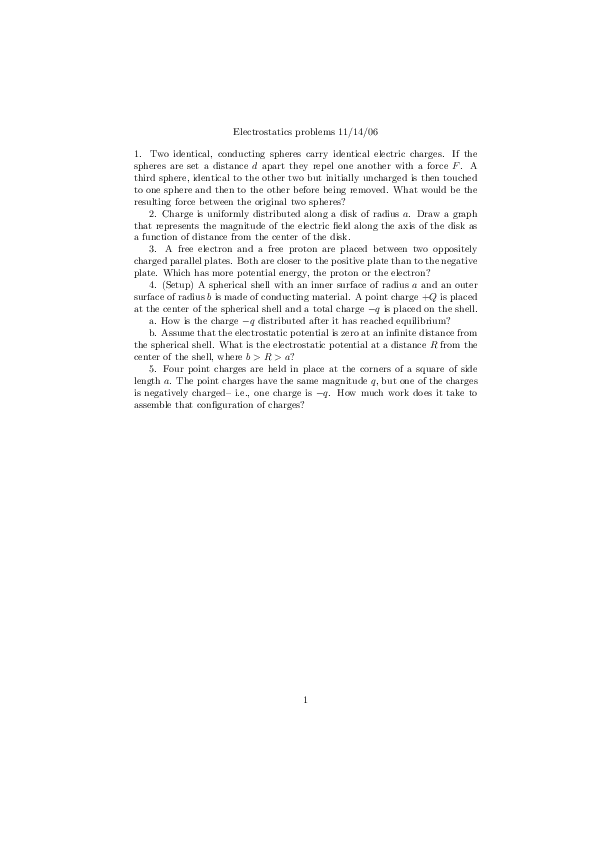 Electrostatics problems 11/14/06
1. Two identical, conducting spheres carry identical electric charges. If the
spheres are set a distance d apart they repel one another with a force F. A
third sphere, identical to the other two but initially uncharged is then touched
to one sphere and then to the other before being removed. What would be the
resulting force between the original two spheres?
2. Charge is uniformly distributed along a disk of radius a. Draw a graph
that represents the magnitude of the electric field along the axis of the disk as
a function of distance from the center of the disk.
3. A free electron and a free proton are placed between two oppositely
charged parallel plates. Both are closer to the positive plate than to the negative
plate. Which has more potential energy, the proton or the electron?
4. (Setup) A spherical shell with an inner surface of radius a and an outer
surface of radius b is made of conducting material. A point charge +Q is placed
at the center of the spherical shell and a total charge −q is placed on the shell.
a. How is the charge −q distributed after it has reached equilibrium?
b. Assume that the electrostatic potential is zero at an infinite distance from
the spherical shell. What is the electrostatic potential at a distance R from the
center of the shell, where b > R > a?
5. Four point charges are held in place at the corners of a square of side
length a. The point charges have the same magnitude q, but one of the charges
is negatively charged– i.e., one charge is −q. How much work does it take to
assemble that configuration of charges?
1